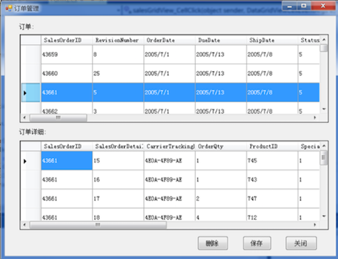 订单管理
salesGridView_CellClick(object sender, DataGridV
订单:
SalesOrderID RevisionNumber OrderDate DueDate ShipDate Status
43659 8 2005/7/1 2005/7/13 2005/7/8 5
43660 25 2005/7/1 2005/7/13 2005/7/8 5
43661 5 2005/7/1 2005/7/13 2005/7/8 5
43662 3 2005/7/1 2005/7/13 2005/7/8 5
订单详细:
SalesOrderID SalesOrderDetai CarrierTracking OrderQty ProductID Specia
43661 15 4E0A-4F89-AE 1 745 1
43661 16 4E0A-4F89-AE 1 743 1
43661 17 4E0A-4F89-AE 2 747 1
43661 18 4E0A-4F89-AE 4 712 1
删除 保存 关闭